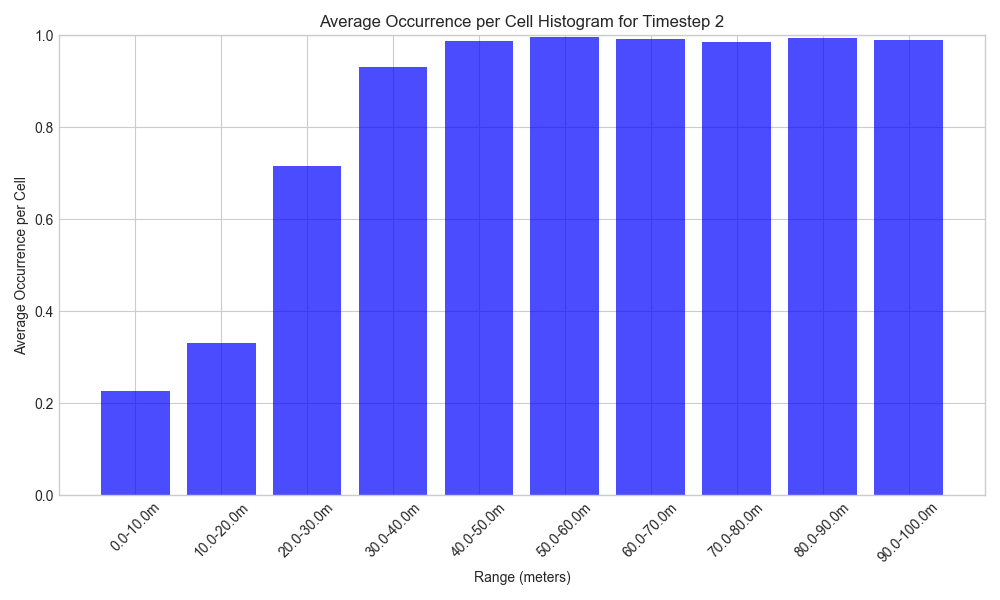 Average Occurrence per Cell Histogram for Timestep 2
Average Occurrence per Cell
1.0
0.8
0.6
0.4
0.2
0.0
0.0-10.0m
10.0-20.0m
20.0-30.0m
30.0-40.0m
40.0-50.0m
50.0-60.0m
60.0-70.0m
70.0-80.0m
80.0-90.0m
90.0-100.0m
Range (meters)